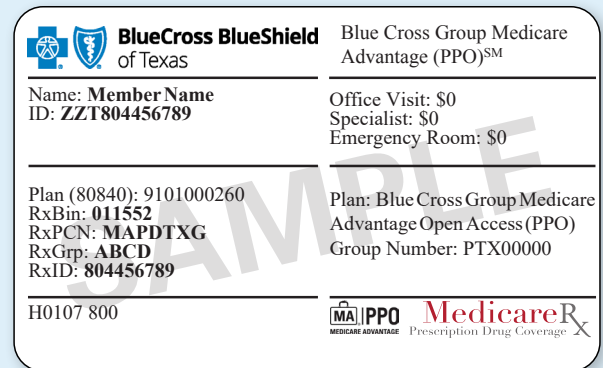 BlueCross BlueShield
of Texas
Blue Cross Group Medicare
Advantage (PPO)SM
Name: Member Name
ID: ZZT804456789
Office Visit: $0
Specialist: $0
Emergency Room: $0
SAMPLE
Plan (80840): 9101000260
RxBin: 011552
RxPCN: MAPDTXG
RxGrp: ABCD
RxID: 804456789
Plan: Blue Cross Group Medicare
Advantage Open Access (PPO)
Group Number: PTX00000
H0107 800
MA PPO
MEDICARE ADVANTAGE
MedicareRx
Prescription Drug Coverage